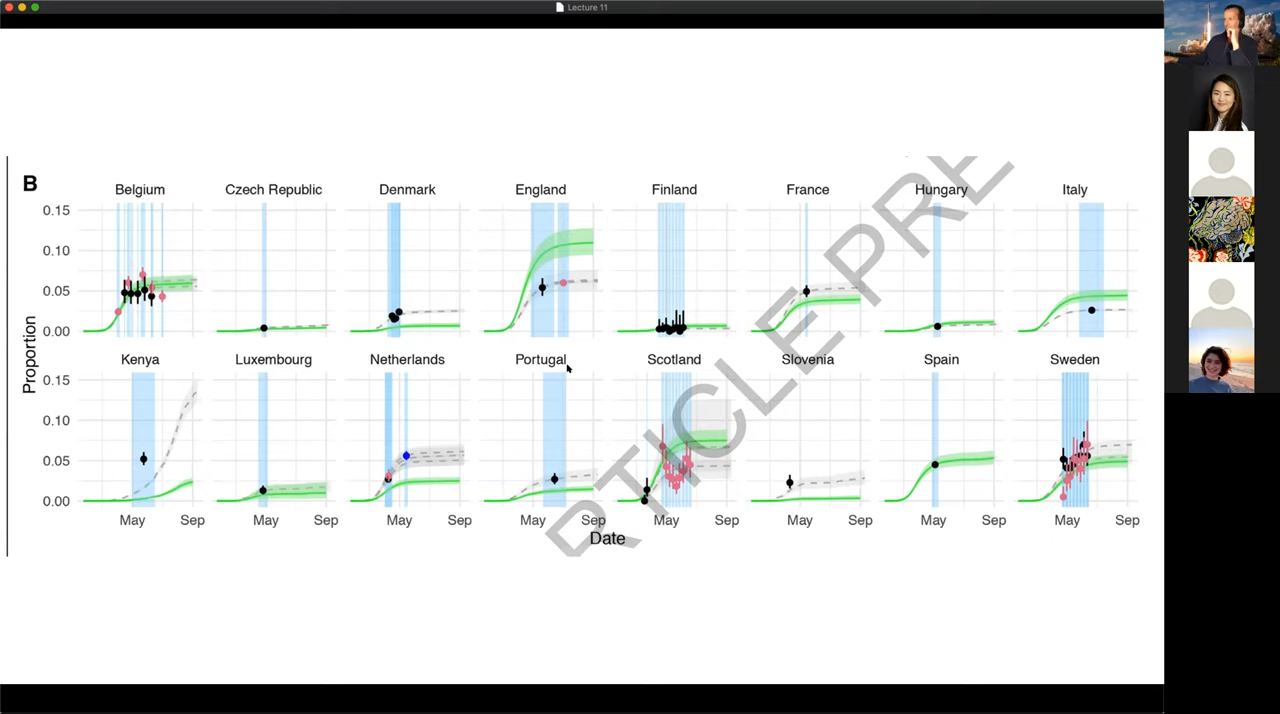 Lecture 11
B
Belgium Czech Republic Denmark England Finland France Hungary Italy
0.15
0.10
0.05
0.00
Kenya Luxembourg Netherlands Portugal Scotland Slovenia Spain Sweden
0.15
0.10
0.05
0.00
May Sep May Sep May Sep May Sep May Sep May Sep May Sep May Sep
Proportion
Date
RTICLE PRE